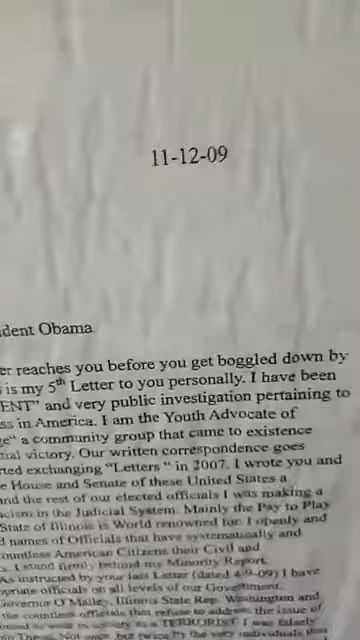 11-12-09
dent Obama
er reaches you before you get boggled down by
is my 5th Letter to you personally. I have been
ENT" and very public investigation pertaining to
ss in America. I am the Youth Advocate of
ge" a community group that came to existence
tial victory. Our written correspondence goes
rted exchanging "Letters " in 2007. I wrote you and
e House and Senate of these United States a
and the rest of our elected officials I was making a
acism in the Judicial System. Mainly the Pay to Play
State of Illinois is World renowned for. I openly and
d names of Officials that have systematically and
ountless American Citizens their Civil and
s. I stand firmly behind my Minority Report.
As instructed by your last Letter (dated 4-9-09) I have
opriate officials on all levels of our Government.
Governor O'Malley, Illinois State Rep. Washington and
the countless officials that refuse to address the issue of
to a TERRORIST. I was falsely
Not once, but twice by the very individuals that